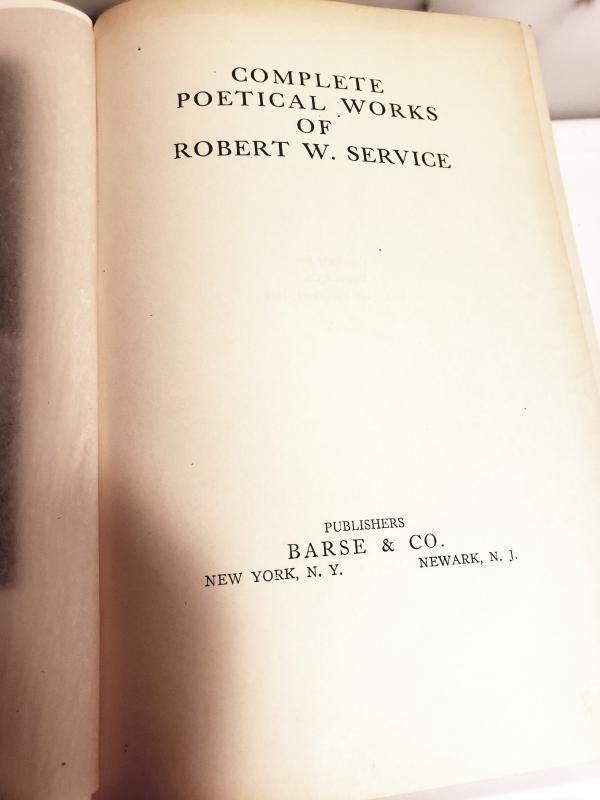 COMPLETE
POETICAL WORKS
OF
ROBERT W. SERVICE
PUBLISHERS
BARSE & CO.
NEW YORK, N. Y. NEWARK, N. J.